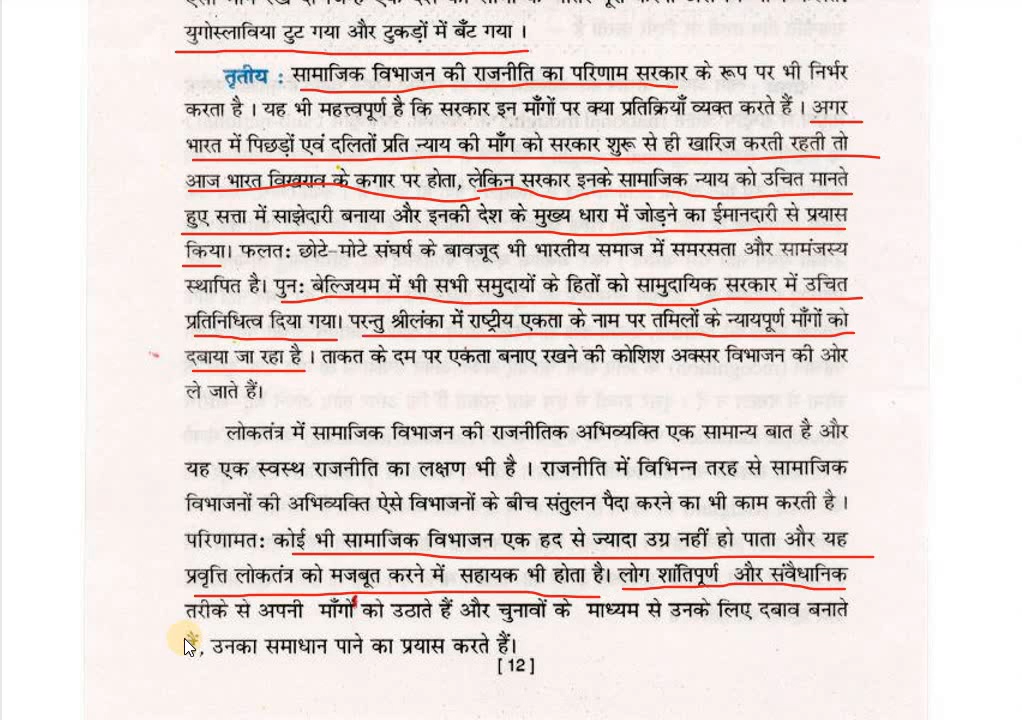 युगोस्लाविया टुट गया और टुकड़ों में बँट गया ।
तृतीय : सामाजिक विभाजन की राजनीति का परिणाम सरकार के रूप पर भी निर्भर
करता है । यह भी महत्त्वपूर्ण है कि सरकार इन माँगों पर क्या प्रतिक्रियाँ व्यक्त करते हैं । अगर
भारत में पिछड़ों एवं दलितों प्रति न्याय की माँग को सरकार शुरू से ही खारिज करती रहती तो
आज भारत विखराव के कगार पर होता, लेकिन सरकार इनके सामाजिक न्याय को उचित मानते
हुए सत्ता में साझेदारी बनाया और इनकी देश के मुख्य धारा में जोड़ने का ईमानदारी से प्रयास
किया। फलत: छोटे-मोटे संघर्ष के बावजूद भी भारतीय समाज में समरसता और सामंजस्य
स्थापित है। पुन: बेल्जियम में भी सभी समुदायों के हितों को सामुदायिक सरकार में उचित
प्रतिनिधित्व दिया गया। परन्तु श्रीलंका में राष्ट्रीय एकता के नाम पर तमिलों के न्यायपूर्ण माँगों को
दबाया जा रहा है । ताकत के दम पर एकता बनाए रखने की कोशिश अक्सर विभाजन की ओर
ले जाते हैं।
लोकतंत्र में सामाजिक विभाजन की राजनीतिक अभिव्यक्ति एक सामान्य बात है और
यह एक स्वस्थ राजनीति का लक्षण भी है । राजनीति में विभिन्न तरह से सामाजिक
विभाजनों की अभिव्यक्ति ऐसे विभाजनों के बीच संतुलन पैदा करने का भी काम करती है ।
परिणामत: कोई भी सामाजिक विभाजन एक हद से ज्यादा उग्र नहीं हो पाता और यह
प्रवृत्ति लोकतंत्र को मजबूत करने में सहायक भी होता है। लोग शांतिपूर्ण और संवैधानिक
तरीके से अपनी माँगों को उठाते हैं और चुनावों के माध्यम से उनके लिए दबाव बनाते
हैं, उनका समाधान पाने का प्रयास करते हैं।
[ 12 ]